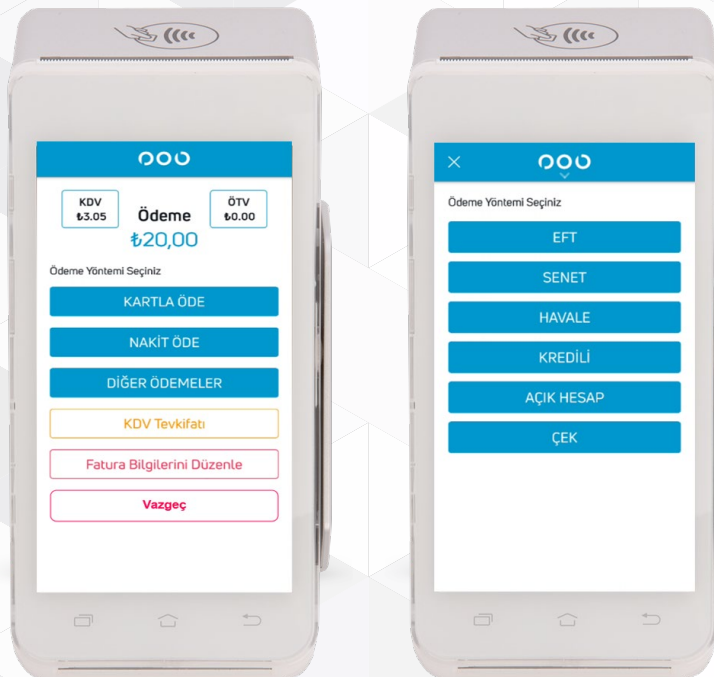 KDV
₺3.05
Ödeme
ÖTV
₺0.00
₺20,00
Ödeme Yöntemi Seçiniz
KARTLA ÖDE
NAKİT ÖDE
DİĞER ÖDEMELER
KDV Tevkifatı
Fatura Bilgilerini Düzenle
Vazgeç
Ödeme Yöntemi Seçiniz
EFT
SENET
HAVALE
KREDİLİ
AÇIK HESAP
ÇEK